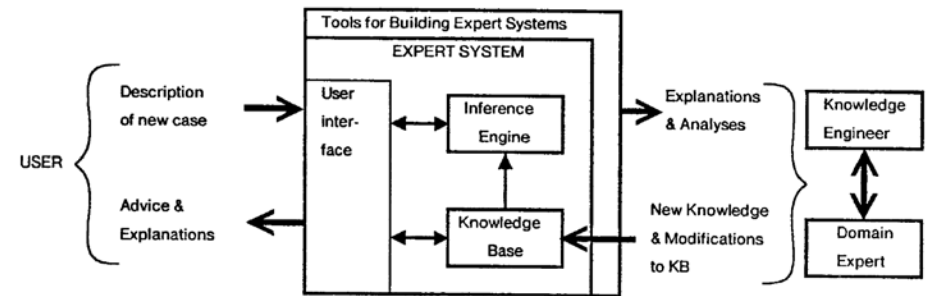 Tools for Building Expert Systems
EXPERT SYSTEM
USER
Description
of new case
Advice &
Explanations
User
inter-
face
Inference
Engine
Knowledge
Base
Explanations
& Analyses
New Knowledge
& Modifications
to KB
Knowledge
Engineer
Domain
Expert